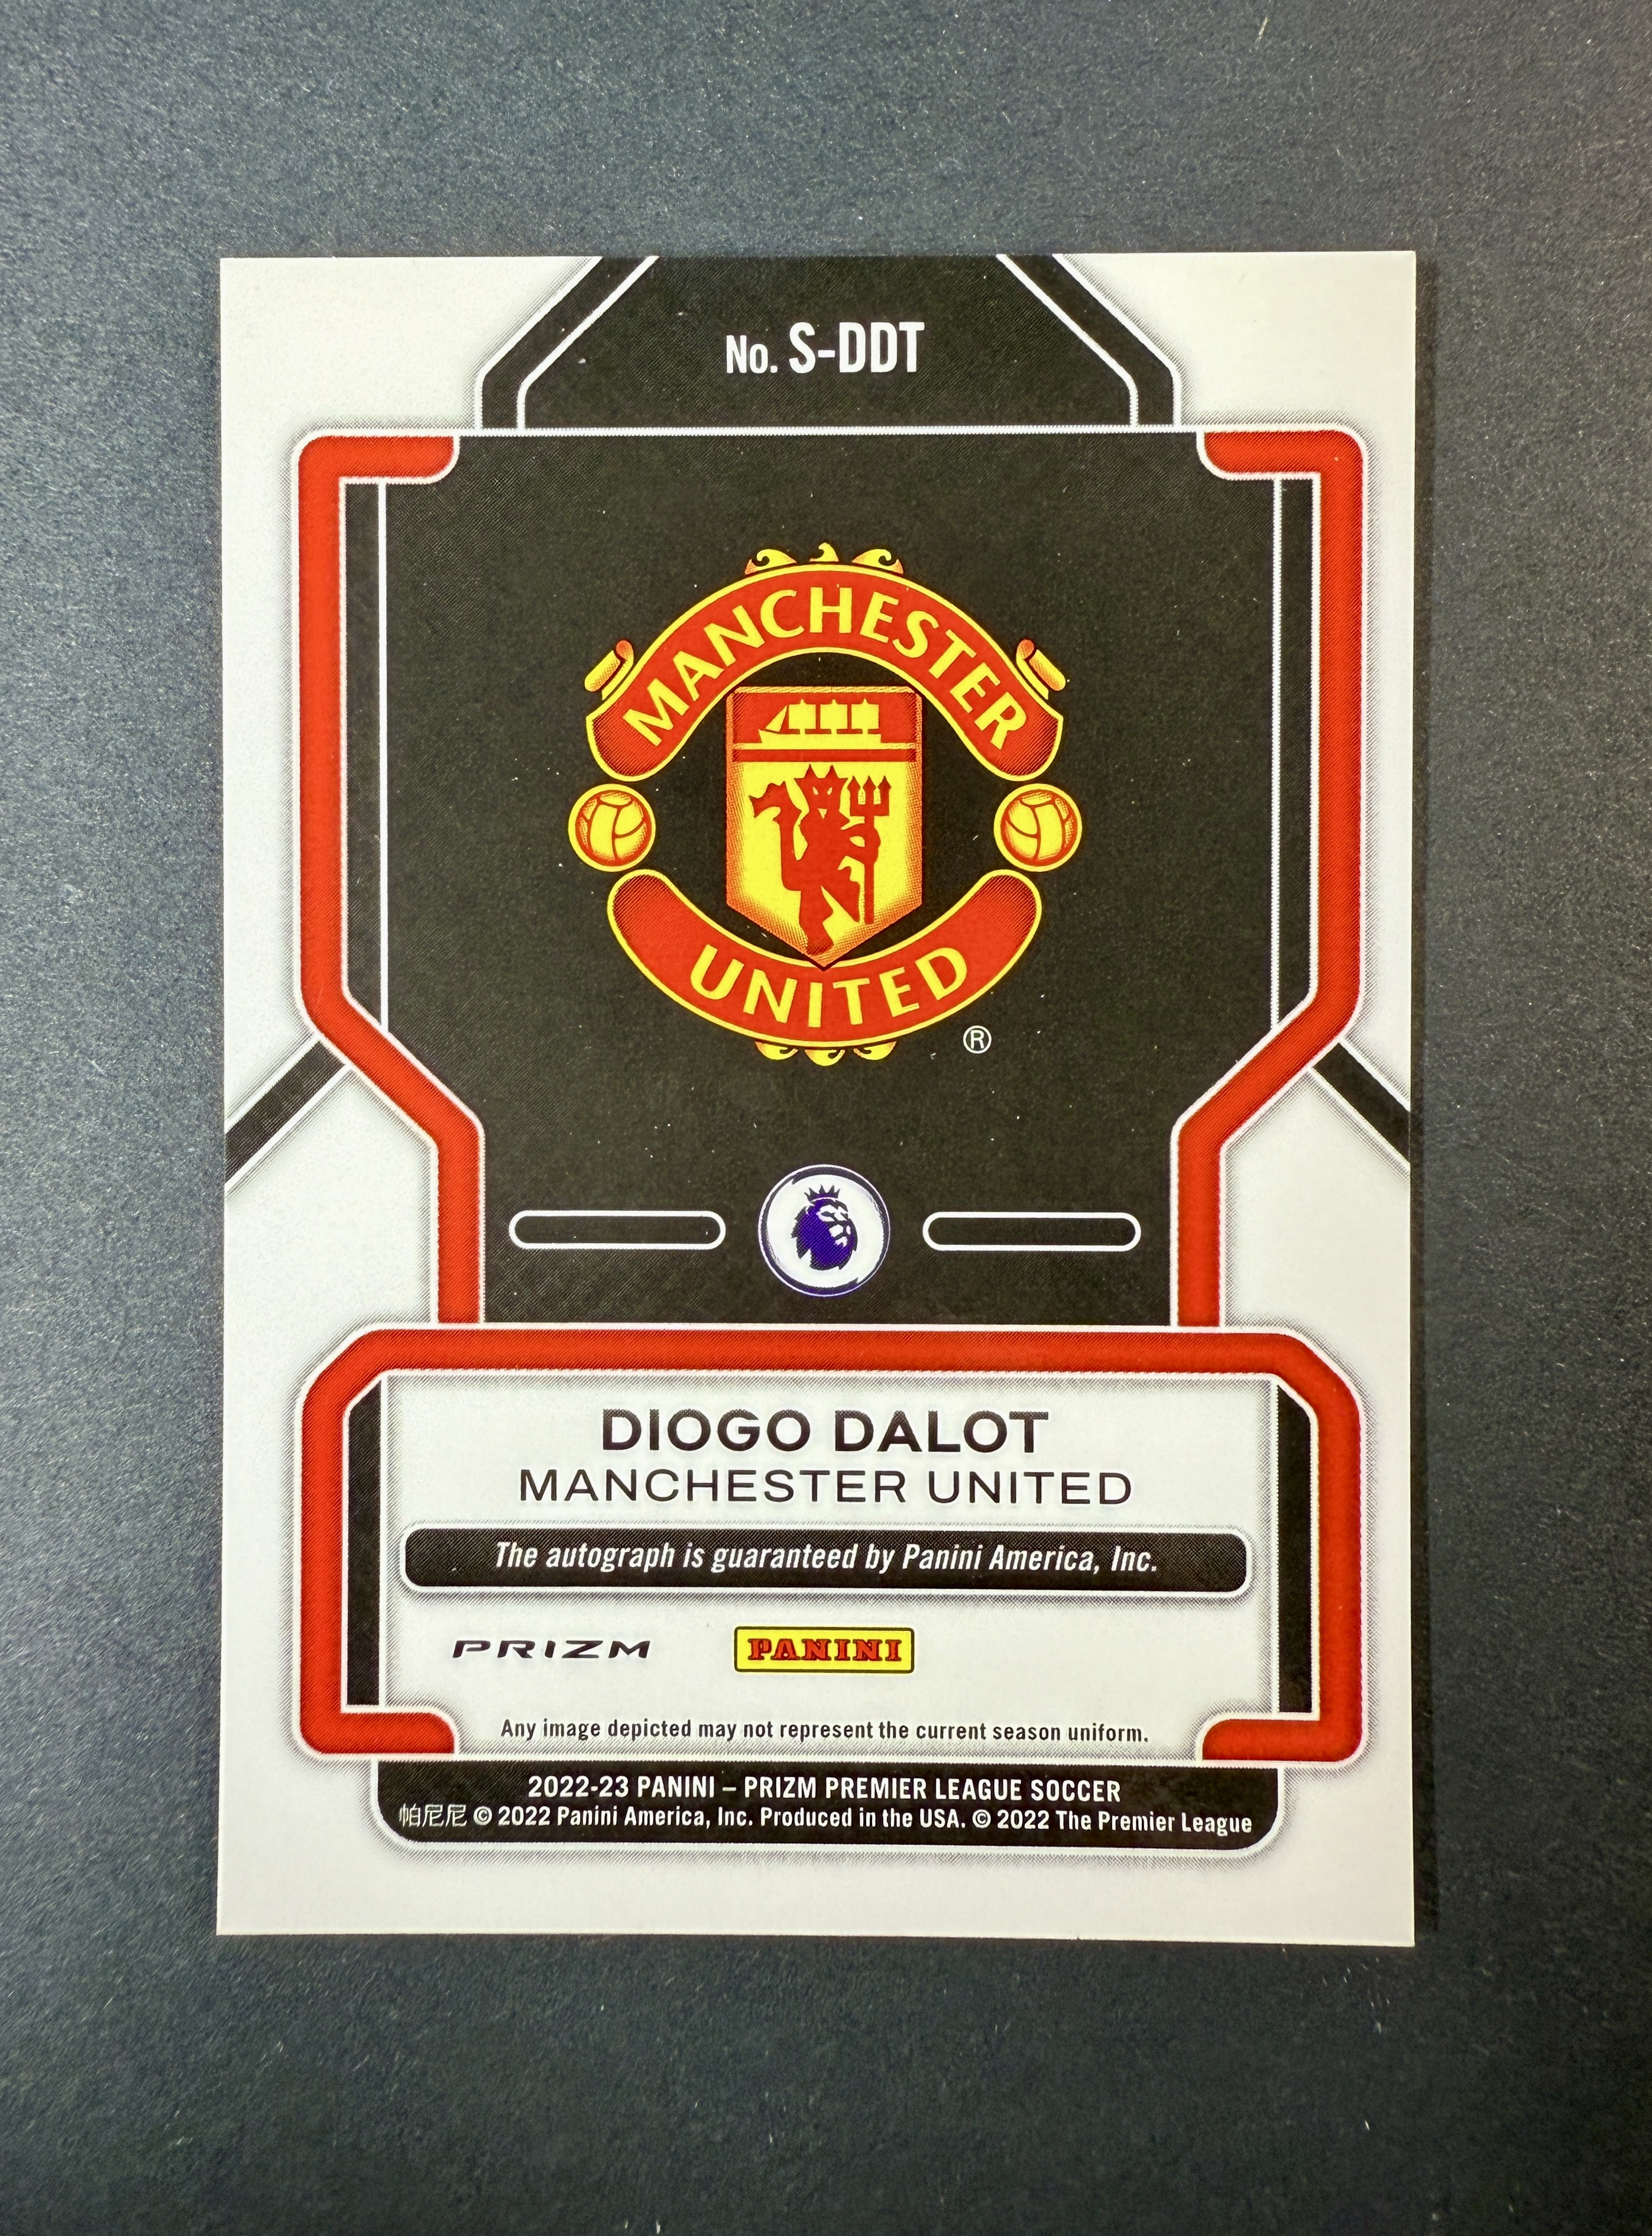 No. S-DDT
MANCHESTER
UNITED
®
DIOGO DALOT
MANCHESTER UNITED
The autograph is guaranteed by Panini America, Inc.
PRIZM
PANINI
Any image depicted may not represent the current season uniform.
2022-23 PANINI – PRIZM PREMIER LEAGUE SOCCER
帕尼尼 © 2022 Panini America, Inc. Produced in the USA. © 2022 The Premier League